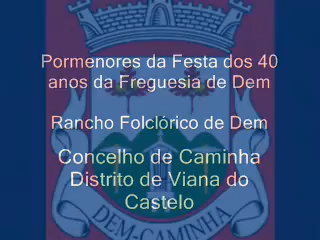 Pormenores da Festa dos 40
anos da Freguesia de Dem
Rancho Folclórico de Dem
Concelho de Caminha
Distrito de Viana do
Castelo
DEM-CAMINHA